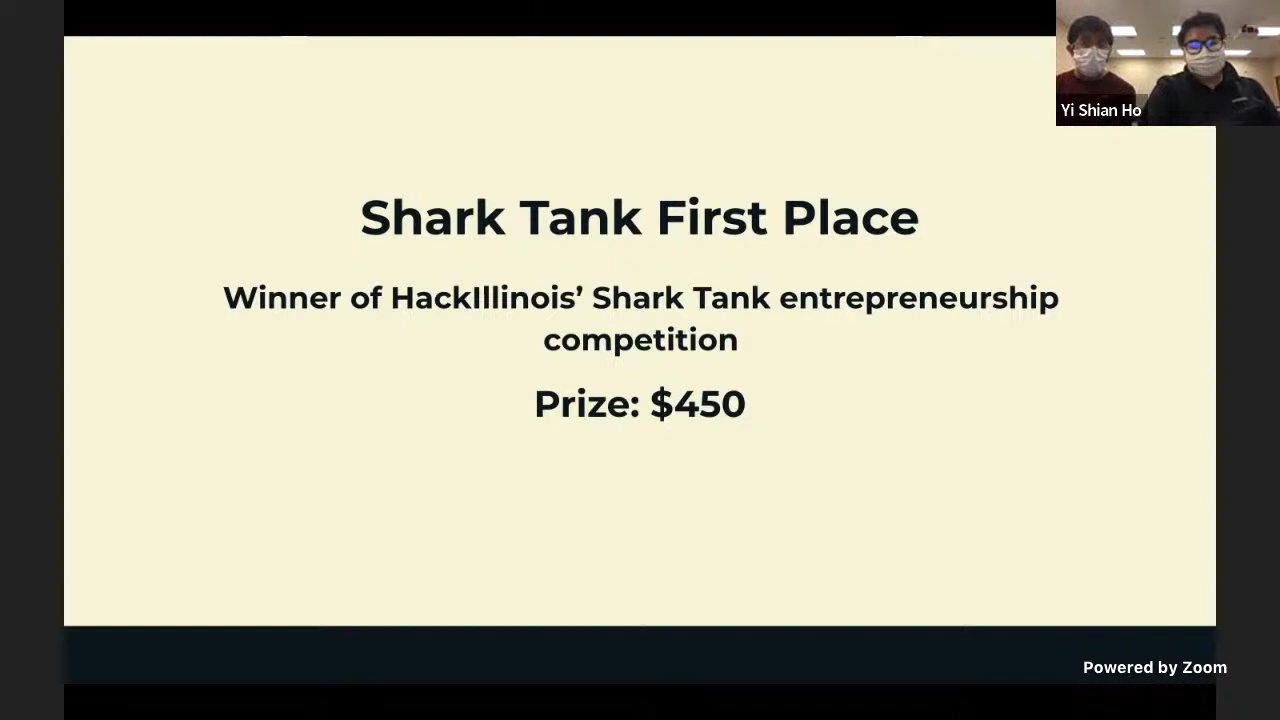 Yi Shian Ho
Shark Tank First Place
Winner of HackIllinois’ Shark Tank entrepreneurship
competition
Prize: $450
Powered by Zoom